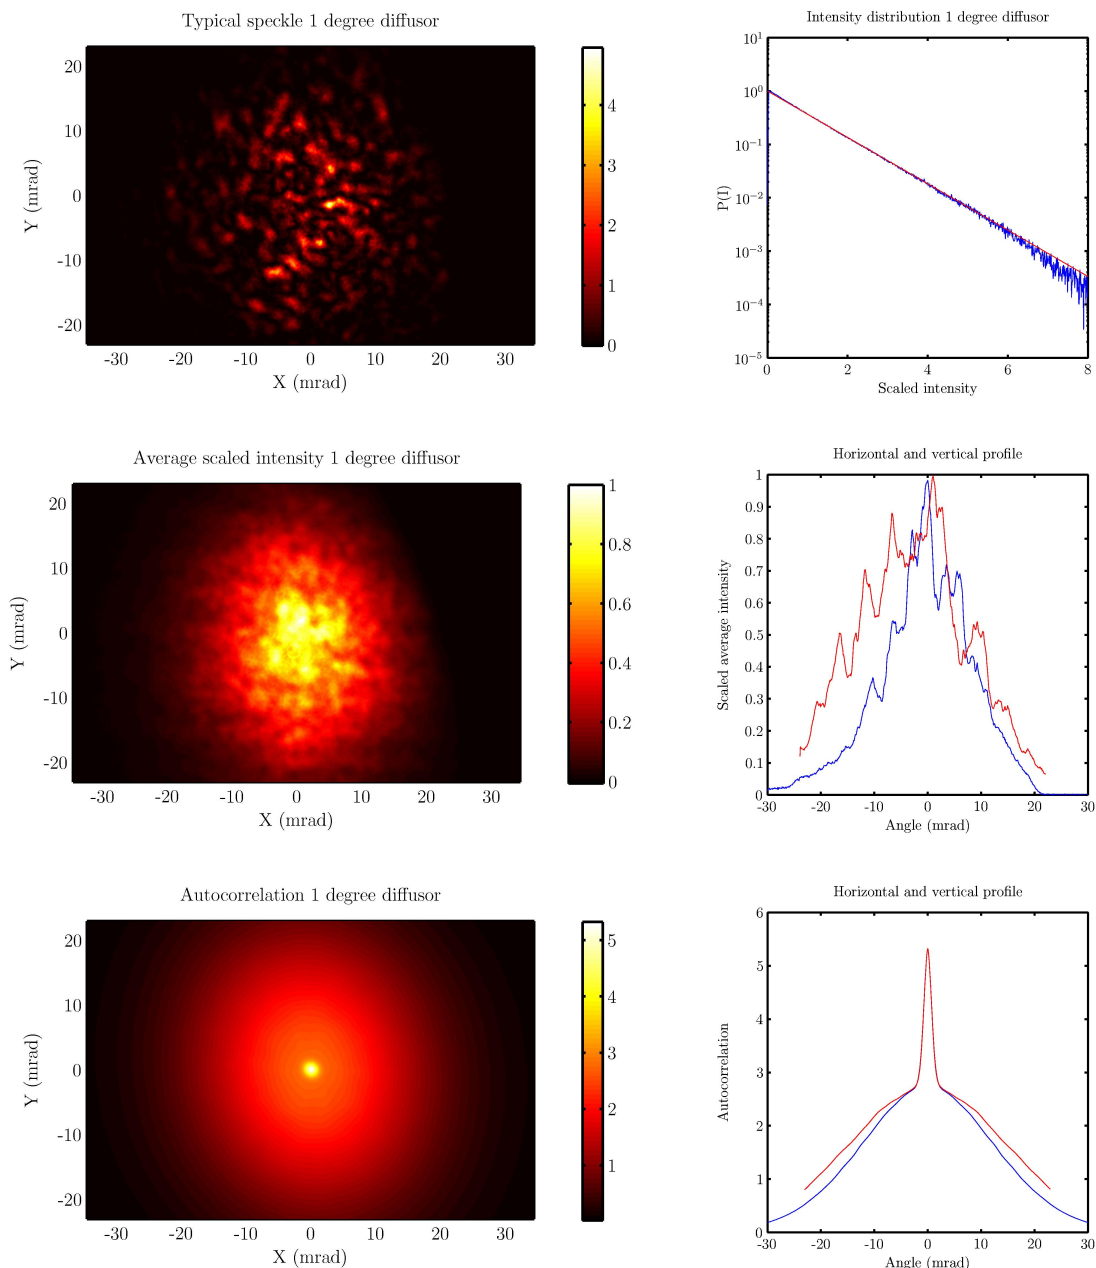 Typical speckle 1 degree diffusor
20
10
0
-10
-20
Y (mrad)
-30 -20 -10 0 10 20 30
X (mrad)
4
3
2
1
0
Intensity distribution 1 degree diffusor
10^1
10^0
10^-1
10^-2
10^-3
10^-4
10^-5
P(I)
0 2 4 6 8
Scaled intensity
Average scaled intensity 1 degree diffusor
20
10
0
-10
-20
Y (mrad)
-30 -20 -10 0 10 20 30
X (mrad)
1
0.8
0.6
0.4
0.2
0
Horizontal and vertical profile
1
0.9
0.8
0.7
0.6
0.5
0.4
0.3
0.2
0.1
0
Scaled average intensity
-30 -20 -10 0 10 20 30
Angle (mrad)
Autocorrelation 1 degree diffusor
20
10
0
-10
-20
Y (mrad)
-30 -20 -10 0 10 20 30
X (mrad)
5
4
3
2
1
Horizontal and vertical profile
6
5
4
3
2
1
0
Autocorrelation
-30 -20 -10 0 10 20 30
Angle (mrad)